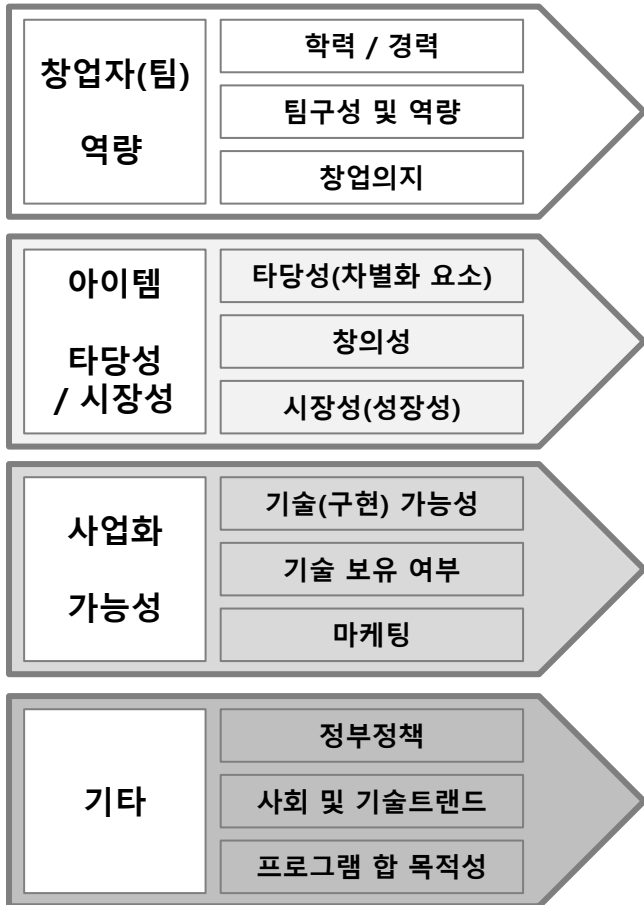 창업자(팀)
역량
학력 / 경력
팀구성 및 역량
창업의지
아이템
타당성
/ 시장성
타당성(차별화 요소)
창의성
시장성(성장성)
사업화
가능성
기술(구현) 가능성
기술 보유 여부
마케팅
기타
정부정책
사회 및 기술트랜드
프로그램 합 목적성